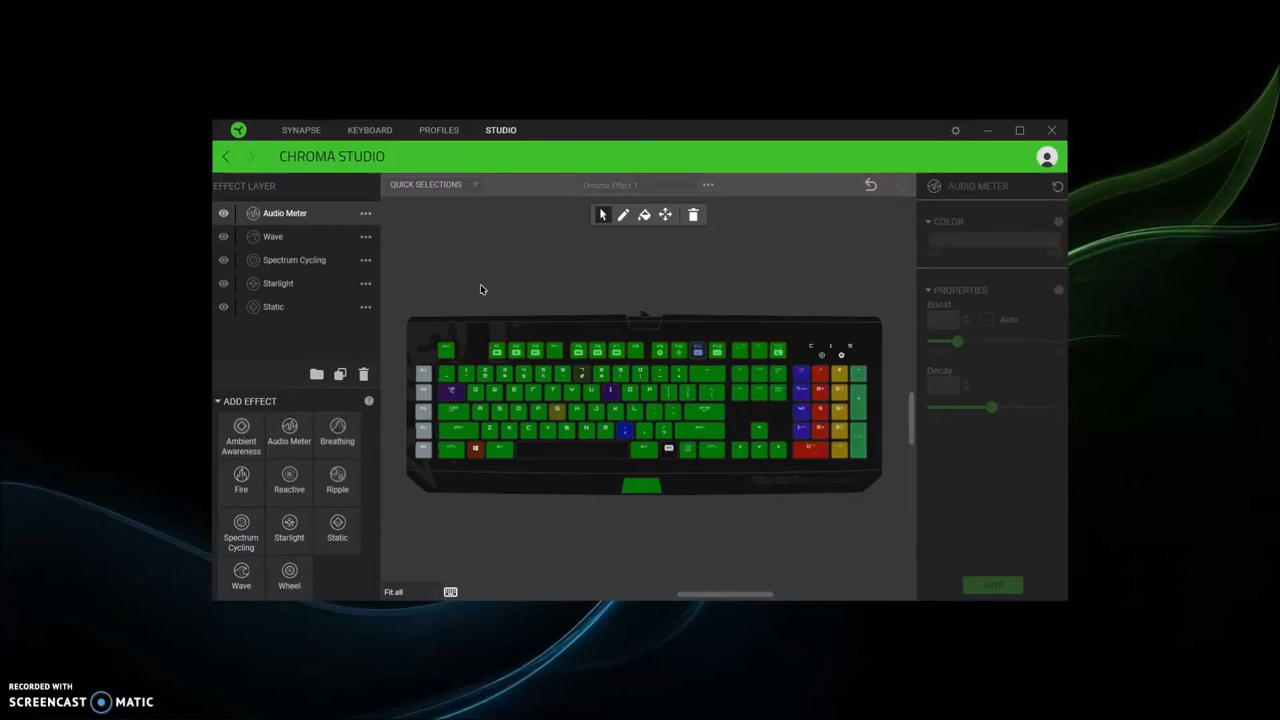 SYNAPSE KEYBOARD PROFILES STUDIO
CHROMA STUDIO
EFFECT LAYER
QUICK SELECTIONS
Chroma Effect 1
AUDIO METER
Audio Meter
Wave
Spectrum Cycling
Starlight
Static
COLOR
PROPERTIES
Boost
Auto
Decay
ADD EFFECT
Ambient Awareness
Audio Meter
Breathing
Fire
Reactive
Ripple
Spectrum Cycling
Starlight
Static
Wave
Wheel
Fit all
SAVE
RECORDED WITH
SCREENCAST MATIC